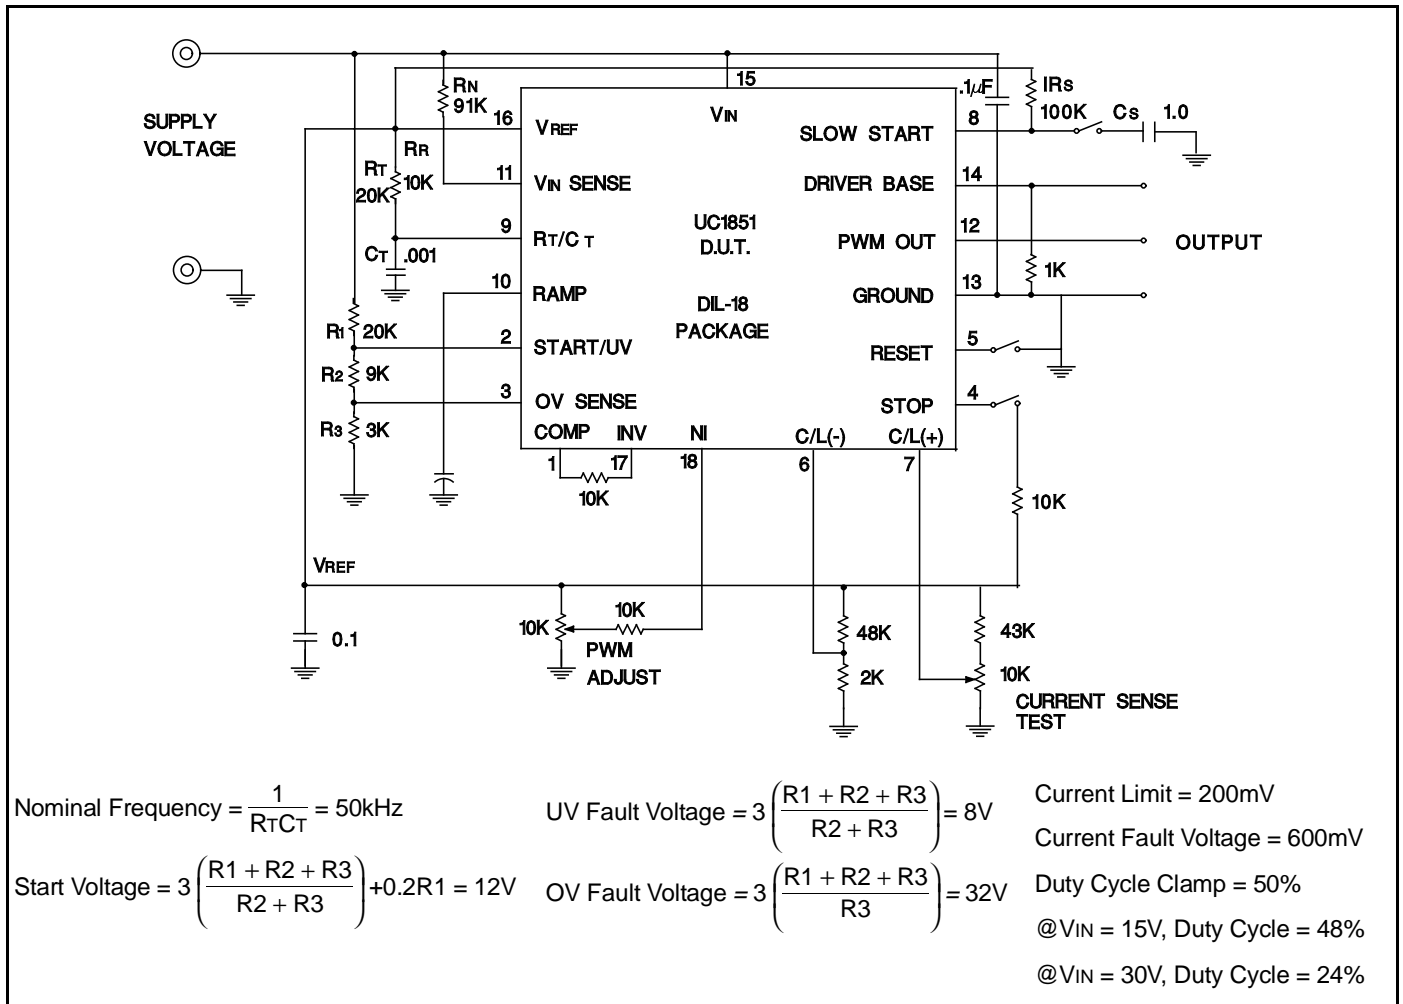 SUPPLY
VOLTAGE
RN
91K
15
VIN
.1µF
IRS
100K
CS
1.0
16
VREF
8
SLOW START
RR
10K
RT
20K
11
VIN SENSE
14
DRIVER BASE
9
RT/CT
CT
.001
UC1851
D.U.T.
12
PWM OUT
OUTPUT
1K
10
RAMP
DIL-18
PACKAGE
13
GROUND
R1
20K
2
START/UV
5
RESET
R2
9K
3
OV SENSE
4
STOP
R3
3K
COMP
INV
NI
C/L(-)
C/L(+)
1
17
18
6
7
10K
10K
VREF
0.1
10K
10K
PWM
ADJUST
48K
2K
43K
10K
CURRENT SENSE
TEST
Nominal Frequency = 1 / RTCT = 50kHz
Start Voltage = 3 (R1 + R2 + R3 / R2 + R3) +0.2R1 = 12V
UV Fault Voltage = 3 (R1 + R2 + R3 / R2 + R3) = 8V
OV Fault Voltage = 3 (R1 + R2 + R3 / R3) = 32V
Current Limit = 200mV
Current Fault Voltage = 600mV
Duty Cycle Clamp = 50%
@VIN = 15V, Duty Cycle = 48%
@VIN = 30V, Duty Cycle = 24%